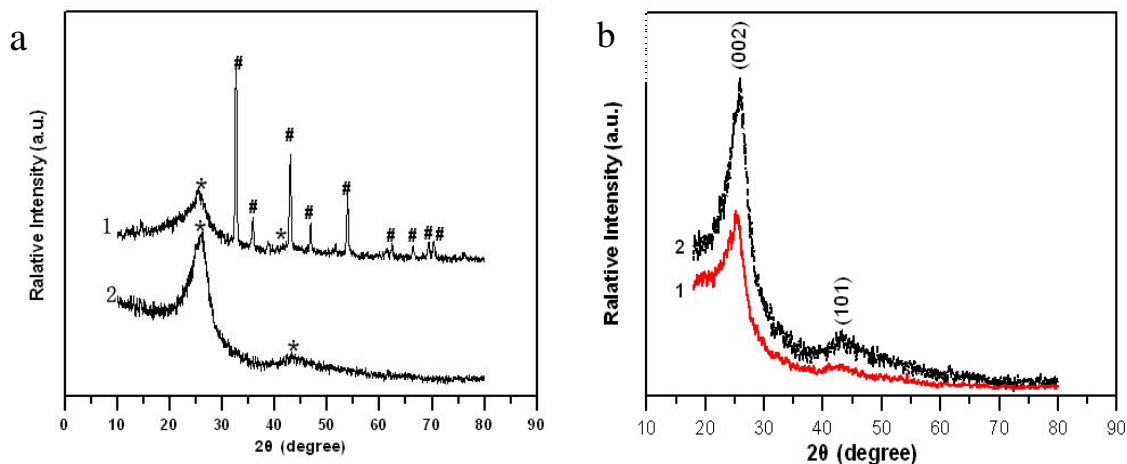 a
Ralative Intensity (a.u.)
#
#
*
#
#
#
*
# # # #
1
*
2
*
0 10 20 30 40 50 60 70 80 90
2θ (degree)
b
Ralative Intensity (a.u.)
(002)
2
1
(101)
10 20 30 40 50 60 70 80 90
2θ (degree)